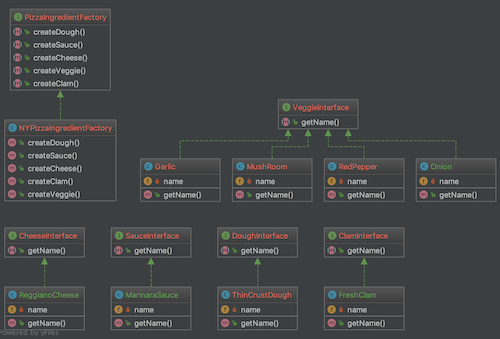 PizzaIngredientFactory
createDough()
createSauce()
createCheese()
createVeggie()
createClam()
NYPizzaIngredientFactory
createDough()
createSauce()
createCheese()
createClam()
createVeggie()
VeggieInterface
getName()
Garlic
name
getName()
MushRoom
name
getName()
RedPepper
name
getName()
Onion
name
getName()
CheeseInterface
getName()
SauceInterface
getName()
DoughInterface
getName()
ClamInterface
getName()
ReggianoCheese
name
getName()
MarinaraSauce
name
getName()
ThinCrustDough
name
getName()
FreshClam
name
getName()
Powered by yFiles